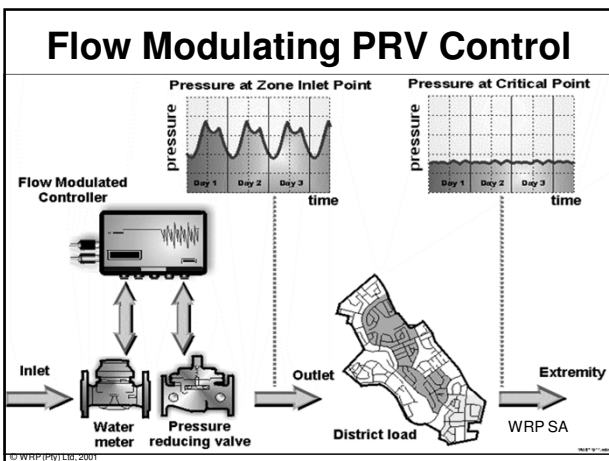 Flow Modulating PRV Control
Pressure at Zone Inlet Point
pressure
Day 1 Day 2 Day 3
time
Pressure at Critical Point
pressure
Day 1 Day 2 Day 3
time
Flow Modulated
Controller
Inlet
Water
meter
Pressure
reducing valve
Outlet
District load
Extremity
WRP SA
© WRP (Pty) Ltd, 2001